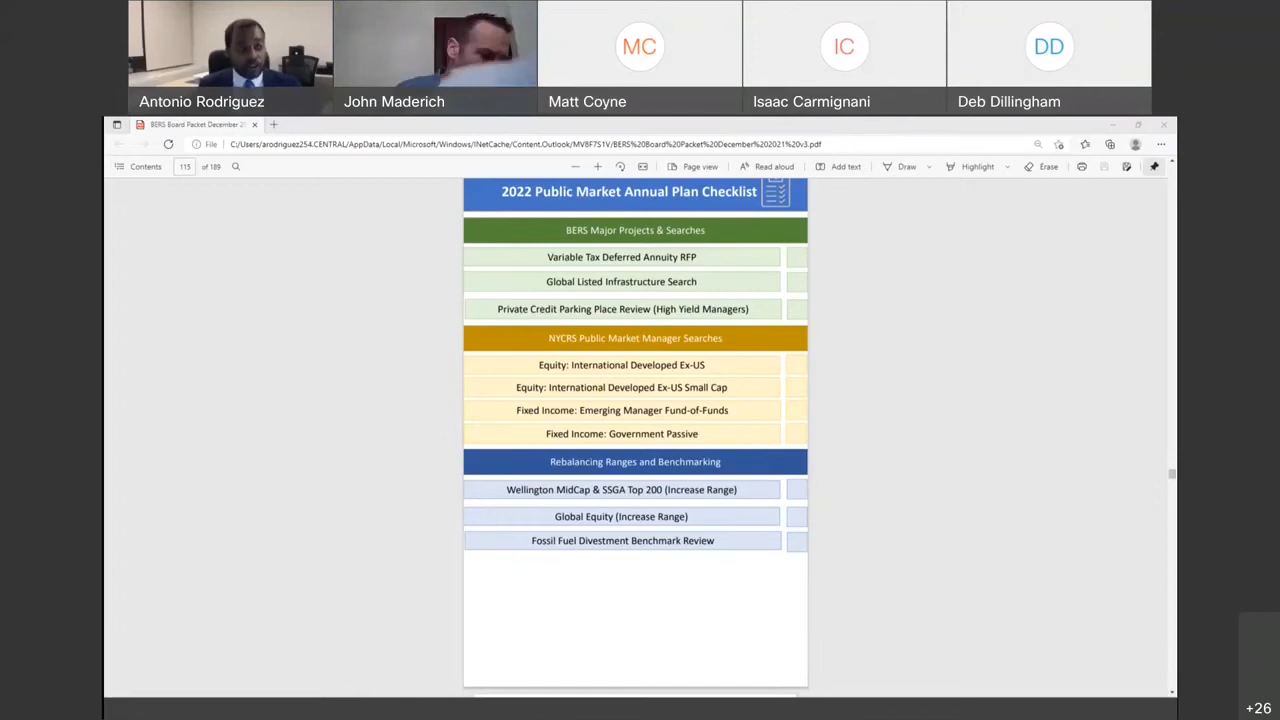 MC
IC
DD
Antonio Rodriguez
John Maderich
Matt Coyne
Isaac Carmignani
Deb Dillingham
BERS Board Packet December 2
File
C:/Users/arodriguez254.CENTRAL/AppData/Local/Microsoft/Windows/INetCache/Content.Outlook/MV8F7S1V/BERS%20Board%20Packet%20December%202021%20v3.pdf
Contents
115
of 189
Page view
Read aloud
Add text
Draw
Highlight
Erase
2022 Public Market Annual Plan Checklist
BERS Major Projects & Searches
Variable Tax Deferred Annuity RFP
Global Listed Infrastructure Search
Private Credit Parking Place Review (High Yield Managers)
NYCRS Public Market Manager Searches
Equity: International Developed Ex-US
Equity: International Developed Ex-US Small Cap
Fixed Income: Emerging Manager Fund-of-Funds
Fixed Income: Government Passive
Rebalancing Ranges and Benchmarking
Wellington MidCap & SSGA Top 200 (Increase Range)
Global Equity (Increase Range)
Fossil Fuel Divestment Benchmark Review
+26